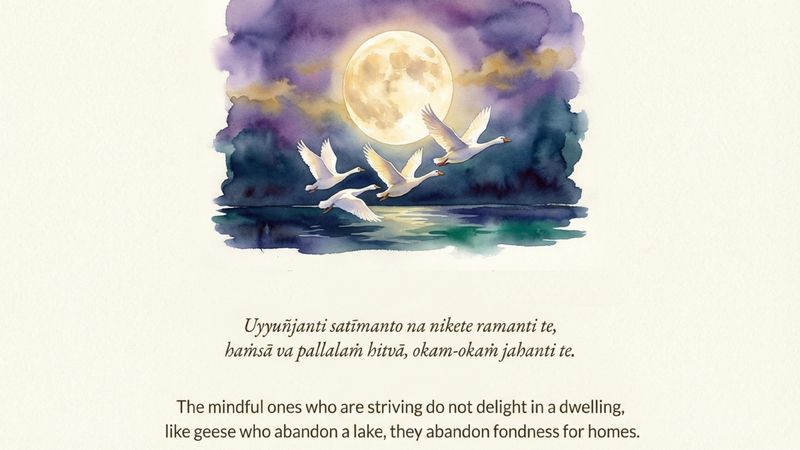 Uyyuñjanti satīmanto na nikete ramanti te,
haṁsā va pallalaṁ hitvā, okam-okaṁ jahanti te.
The mindful ones who are striving do not delight in a dwelling,
like geese who abandon a lake, they abandon fondness for homes.